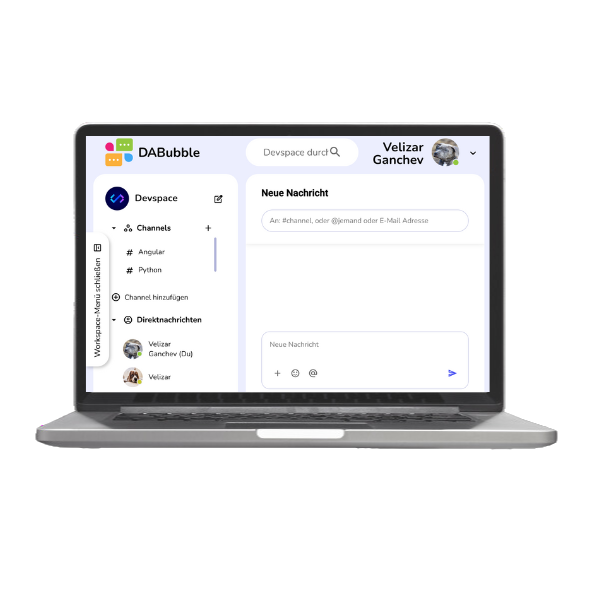 DABubble
Devspace durch
Velizar
Ganchev
Devspace
Channels
# Angular
# Python
Channel hinzufügen
Direktnachrichten
Velizar
Ganchev (Du)
Velizar
Workspace-Menü schließen
Neue Nachricht
An: #channel, oder @jemand oder E-Mail Adresse
Neue Nachricht